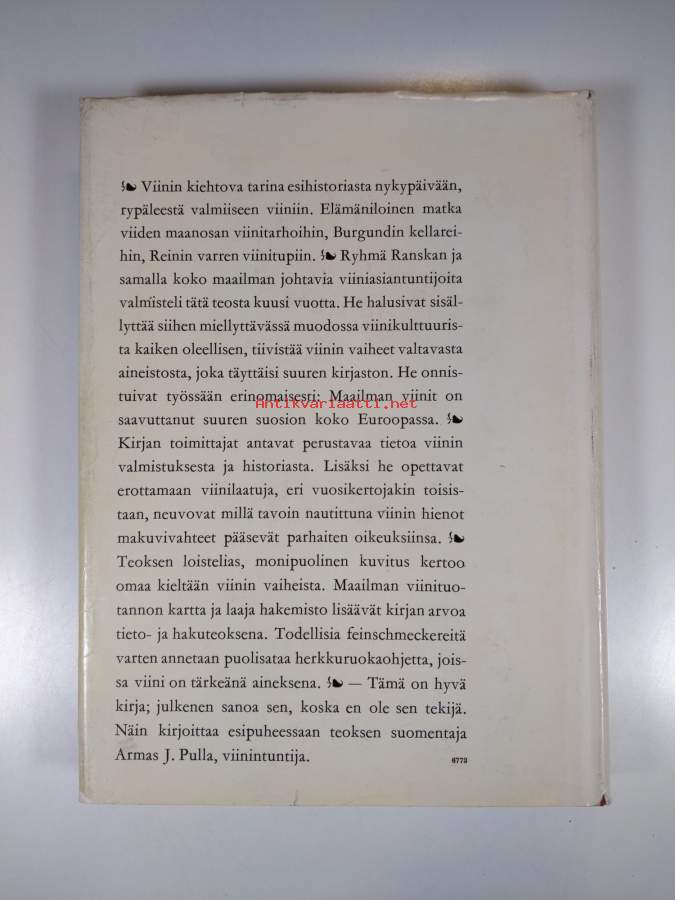 Viinin kiehtova tarina esihistoriasta nykypäivään,
rypäleestä valmiiseen viiniin. Elämäniloinen matka
viiden maanosan viinitarhoihin, Burgundin kellarei-
hin, Reinin varren viinitupiin. Ryhmä Ranskan ja
samalla koko maailman johtavia viiniasiantuntijoita
valmisteli tätä teosta kuusi vuotta. He halusivat sisäl-
lyttää siihen miellyttävässä muodossa viinikulttuuris-
ta kaiken oleellisen, tiivistää viinin vaiheet valtavasta
aineistosta, joka täyttäisi suuren kirjaston. He onnis-
tuivat työssään erinomaisesti: Maailman viinit on
Antikvariaatti.net
saavuttanut suuren suosion koko Euroopassa.
Kirjan toimittajat antavat perustavaa tietoa viinin
valmistuksesta ja historiasta. Lisäksi he opettavat
erottamaan viinilaatuja, eri vuosikertojakin toisis-
taan, neuvovat millä tavoin nautittuna viinin hienot
makuvivahteet pääsevät parhaiten oikeuksiinsa.
Teoksen loistelias, monipuolinen kuvitus kertoo
omaa kieltään viinin vaiheista. Maailman viinituo-
tannon kartta ja laaja hakemisto lisäävät kirjan arvoa
tieto- ja hakuteoksena. Todellisia feinschmeckereitä
varten annetaan puolisataa herkkuruokaohjetta, jois-
sa viini on tärkeänä aineksena. — Tämä on hyvä
kirja; julkenen sanoa sen, koska en ole sen tekijä.
Näin kirjoittaa esipuheessaan teoksen suomentaja
Armas J. Pulla, viinintuntija.
6773